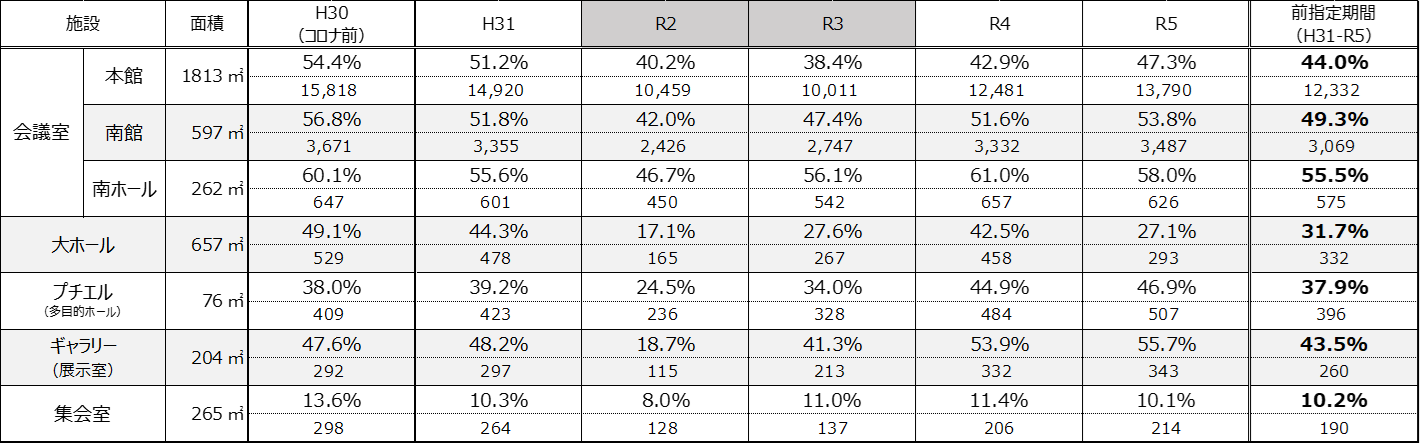 施設 面積 H30 H31 R2 R3 R4 R5 前指定期間
(コロナ前) (H31-R5)
会議室 本館 1813 ㎡ 54.4% 51.2% 40.2% 38.4% 42.9% 47.3% 44.0%
15,818 14,920 10,459 10,011 12,481 13,790 12,332
南館 597 ㎡ 56.8% 51.8% 42.0% 47.4% 51.6% 53.8% 49.3%
3,671 3,355 2,426 2,747 3,332 3,487 3,069
南ホール 262 ㎡ 60.1% 55.6% 46.7% 56.1% 61.0% 58.0% 55.5%
647 601 450 542 657 626 575
大ホール 657 ㎡ 49.1% 44.3% 17.1% 27.6% 42.5% 27.1% 31.7%
529 478 165 267 458 293 332
プチエル 76 ㎡ 38.0% 39.2% 24.5% 34.0% 44.9% 46.9% 37.9%
(多目的ホール) 409 423 236 328 484 507 396
ギャラリー 204 ㎡ 47.6% 48.2% 18.7% 41.3% 53.9% 55.7% 43.5%
(展示室) 292 297 115 213 332 343 260
集会室 265 ㎡ 13.6% 10.3% 8.0% 11.0% 11.4% 10.1% 10.2%
298 264 128 137 206 214 190